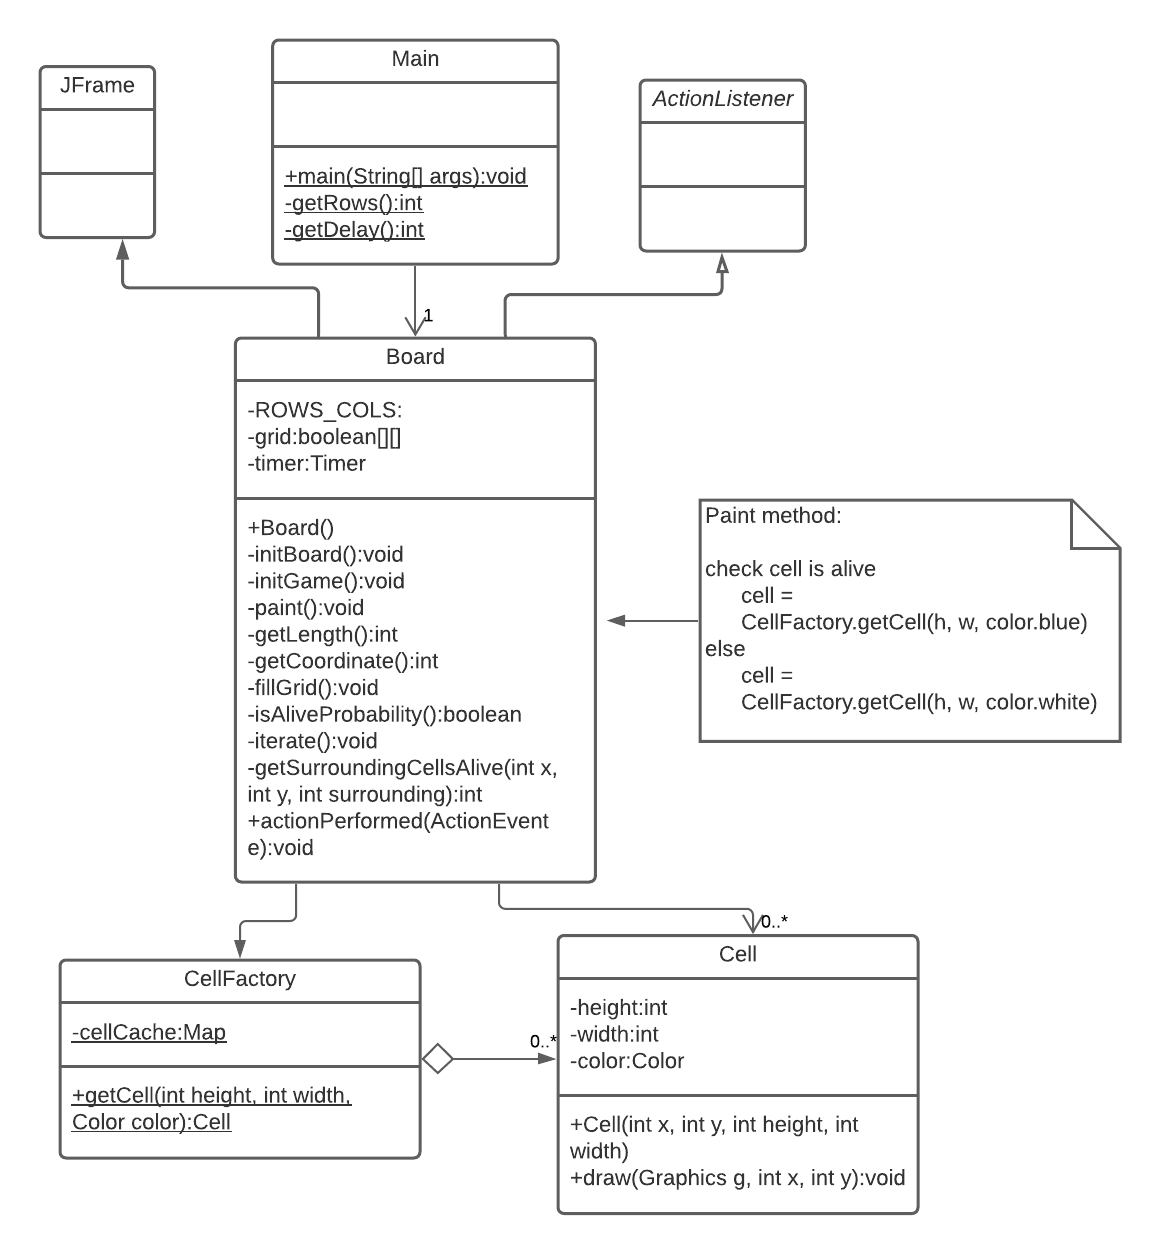 JFrame
Main
+main(String[] args):void
-getRows():int
-getDelay():int
ActionListener
1
Board
-ROWS_COLS:
-grid:boolean[][]
-timer:Timer
+Board()
-initBoard():void
-initGame():void
-paint():void
-getLength():int
-getCoordinate():int
-fillGrid():void
-isAliveProbability():boolean
-iterate():void
-getSurroundingCellsAlive(int x,
int y, int surrounding):int
+actionPerformed(ActionEvent
e):void
Paint method:
check cell is alive
cell =
CellFactory.getCell(h, w, color.blue)
else
cell =
CellFactory.getCell(h, w, color.white)
CellFactory
-cellCache:Map
+getCell(int height, int width,
Color color):Cell
0..*
0..*
Cell
-height:int
-width:int
-color:Color
+Cell(int x, int y, int height, int
width)
+draw(Graphics g, int x, int y):void